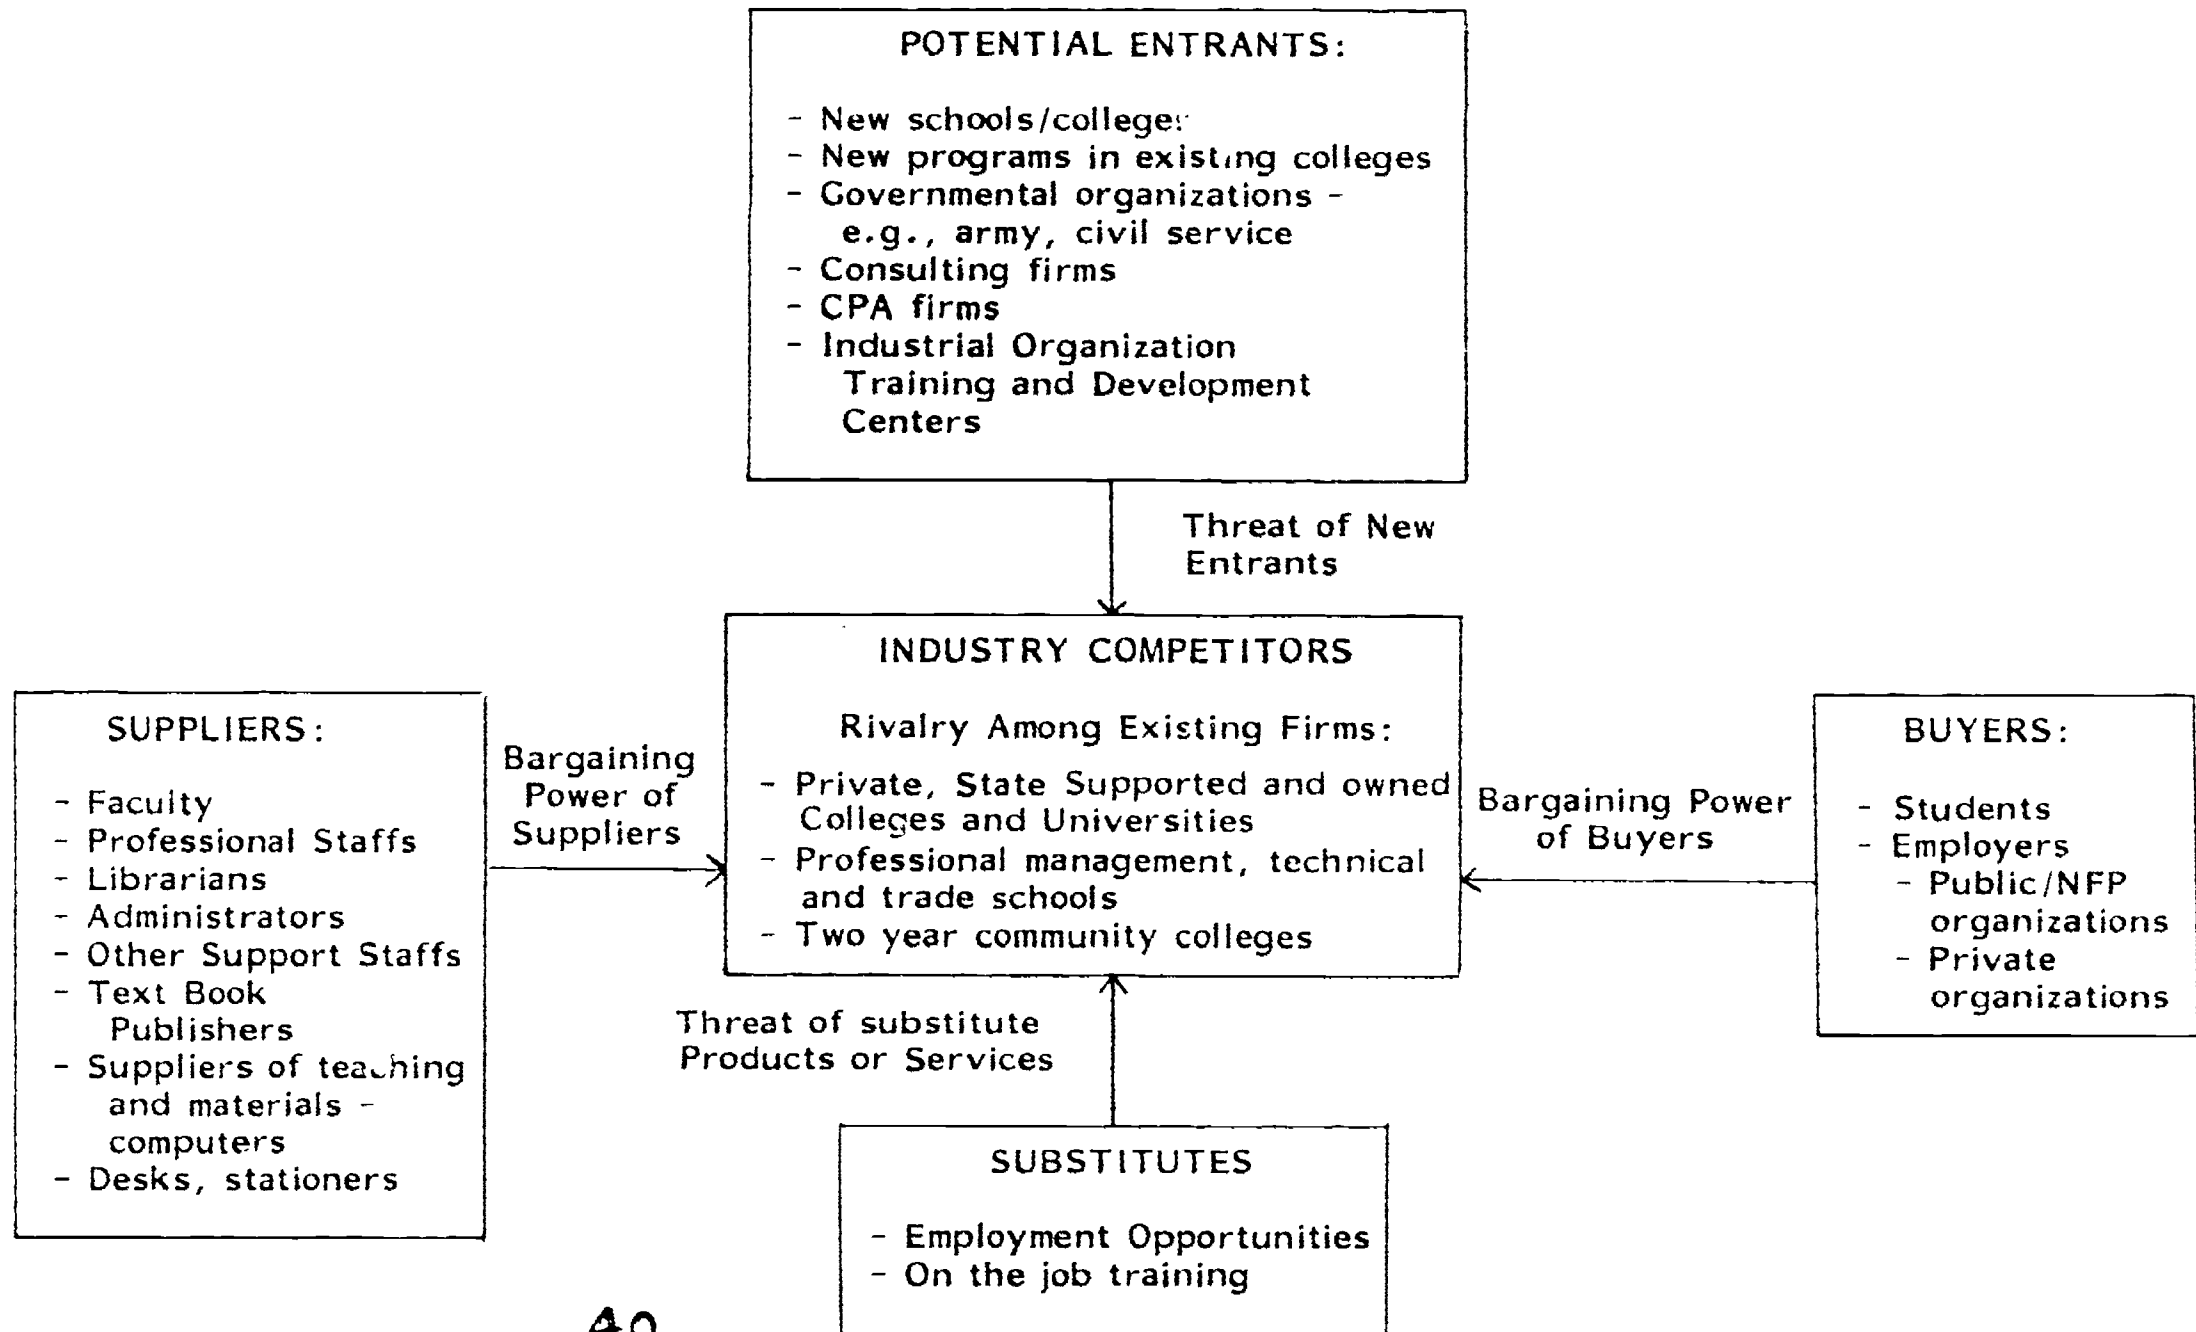 POTENTIAL ENTRANTS:
- New schools/colleges
- New programs in existing colleges
- Governmental organizations -
e.g., army, civil service
- Consulting firms
- CPA firms
- Industrial Organization
Training and Development
Centers
Threat of New
Entrants
INDUSTRY COMPETITORS
Rivalry Among Existing Firms:
- Private, State Supported and owned
Colleges and Universities
- Professional management, technical
and trade schools
- Two year community colleges
SUPPLIERS:
- Faculty
- Professional Staffs
- Librarians
- Administrators
- Other Support Staffs
- Text Book
Publishers
- Suppliers of teaching
and materials -
computers
- Desks, stationers
Bargaining
Power of
Suppliers
Bargaining Power
of Buyers
BUYERS:
- Students
- Employers
- Public/NFP
organizations
- Private
organizations
Threat of substitute
Products or Services
SUBSTITUTES
- Employment Opportunities
- On the job training
40